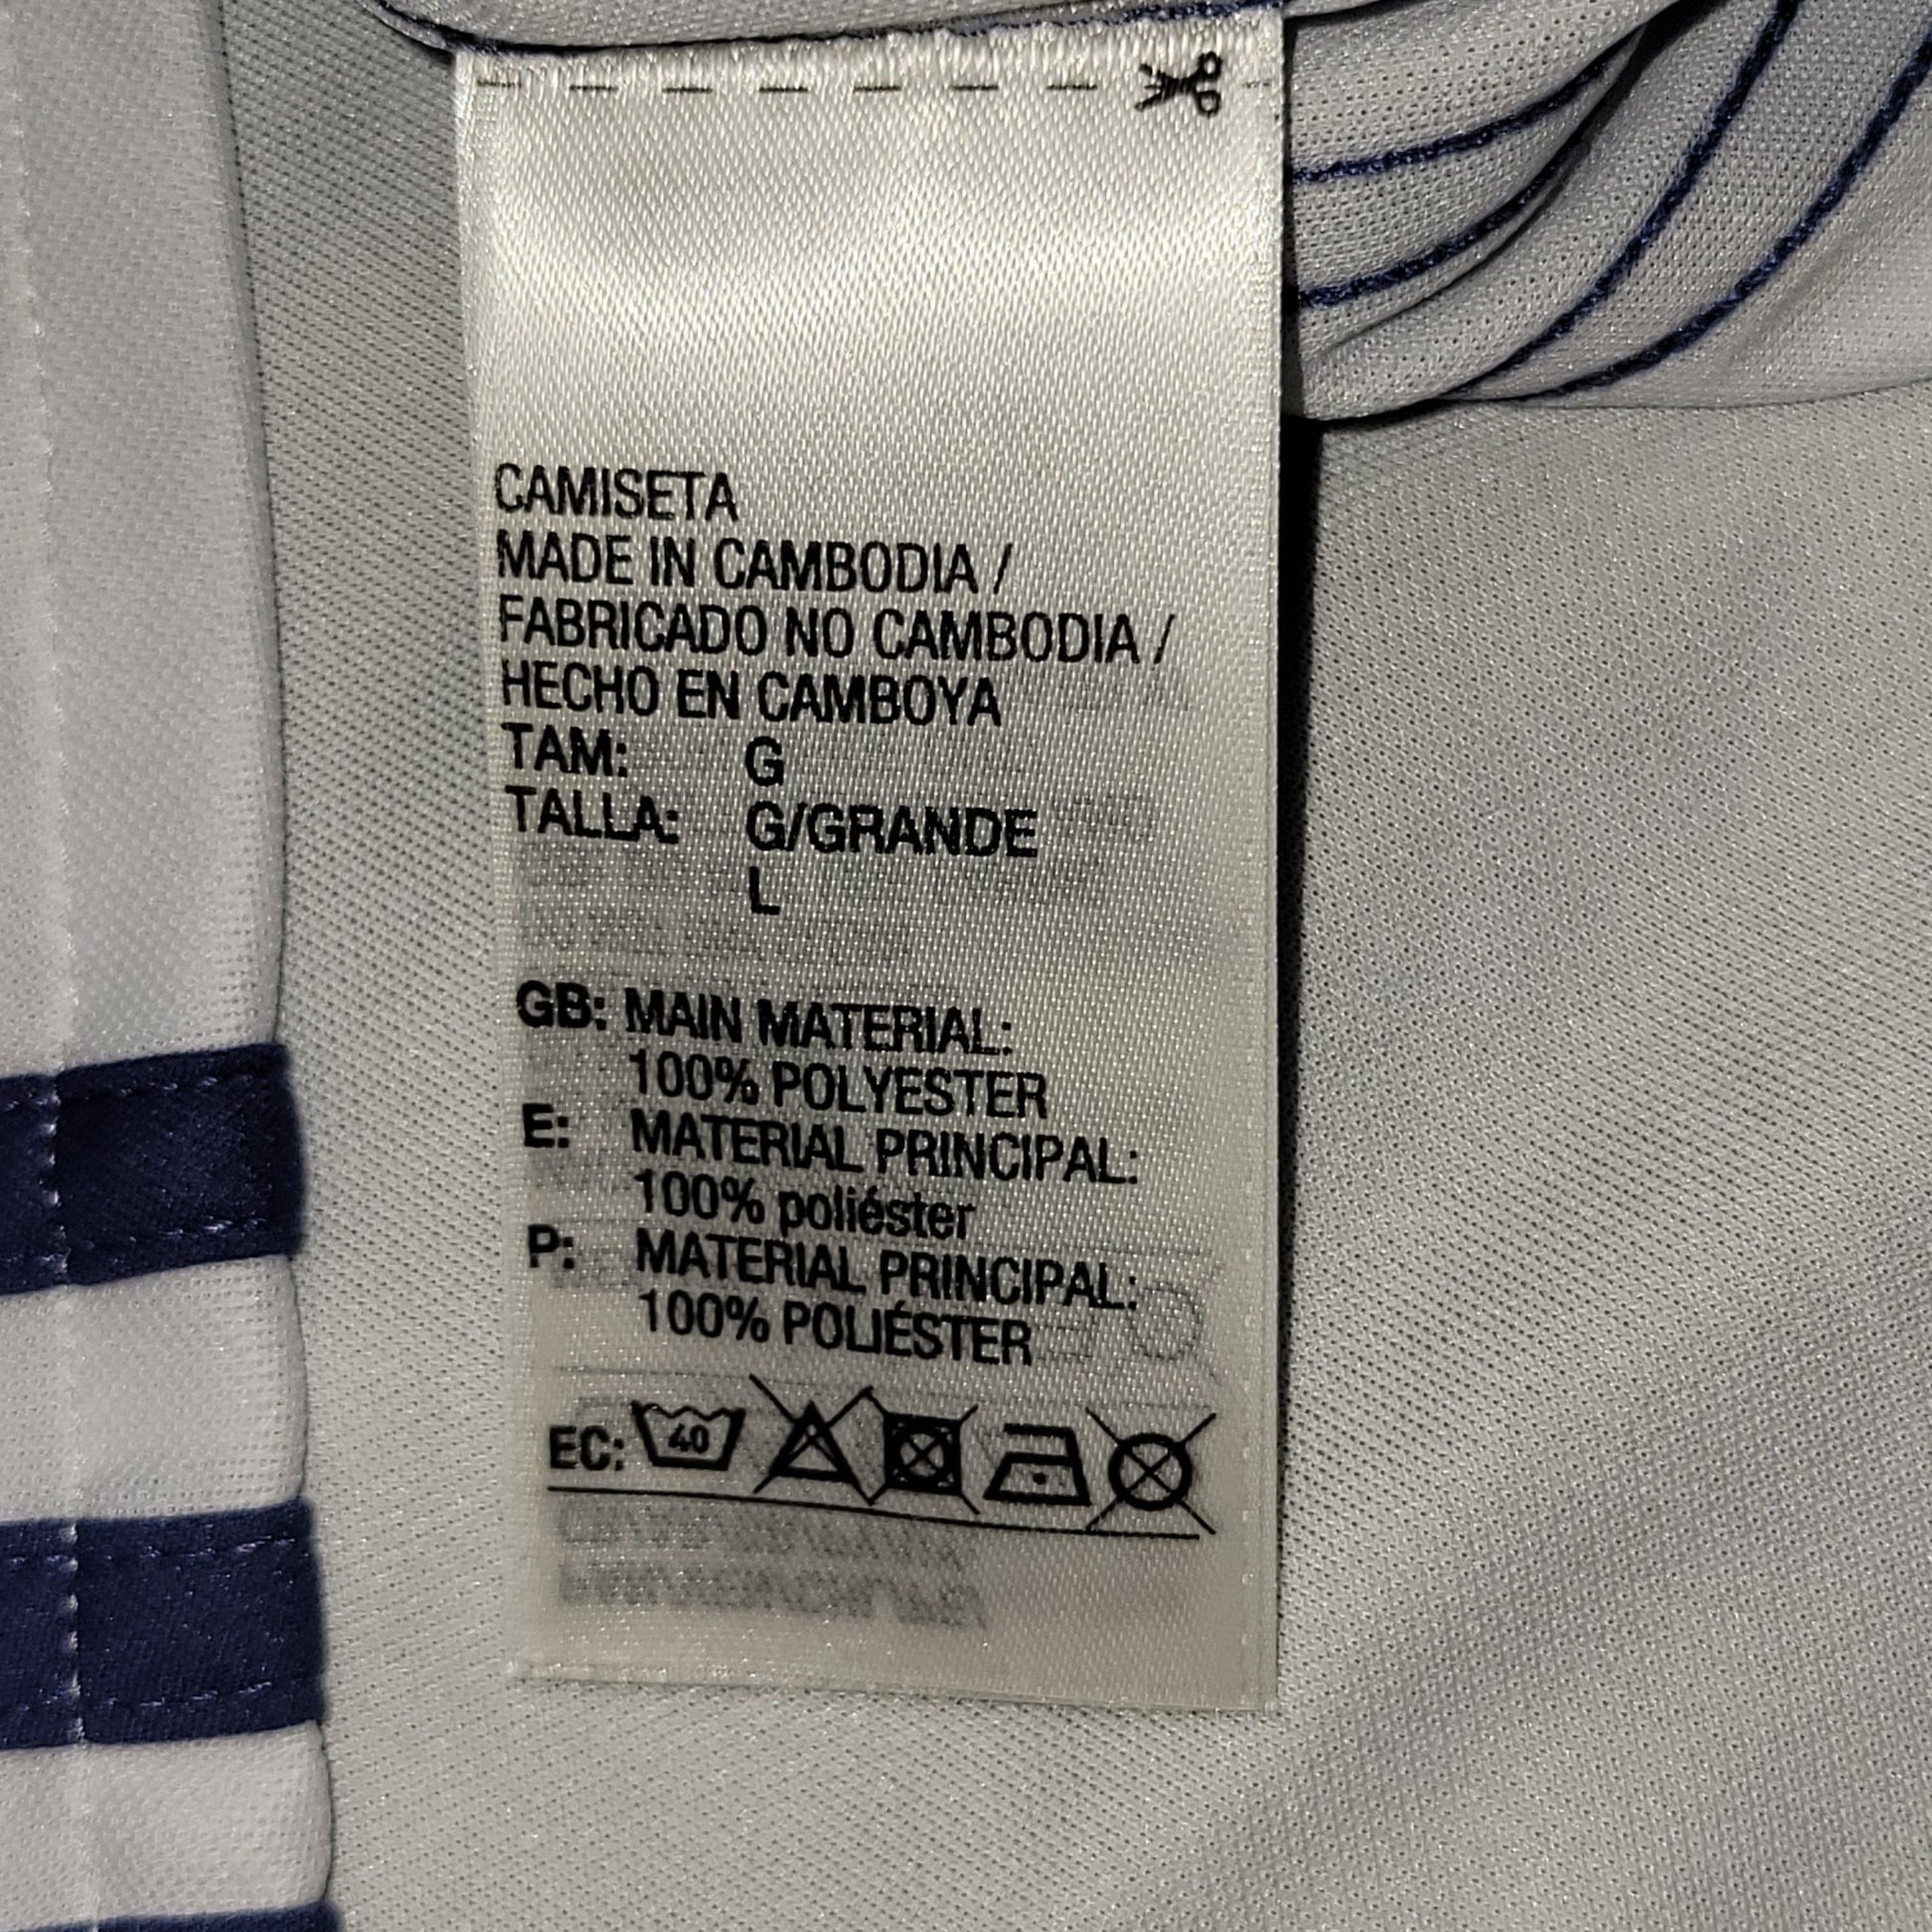 CAMISETA
MADE IN CAMBODIA /
FABRICADO NO CAMBODIA /
HECHO EN CAMBOYA
TAM: G
TALLA: G/GRANDE
L
GB: MAIN MATERIAL:
100% POLYESTER
E: MATERIAL PRINCIPAL:
100% poliéster
P: MATERIAL PRINCIPAL:
100% POLIÉSTER
EC: 40